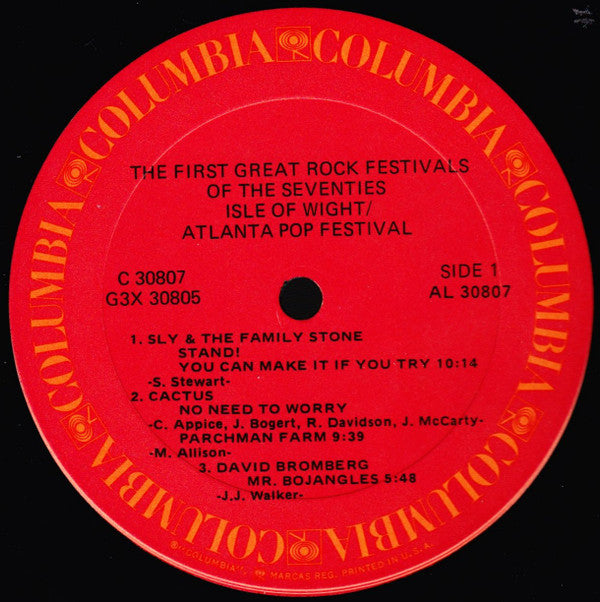 COLUMBIA COLUMBIA COLUMBIA COLUMBIA COLUMBIA COLUMBIA
THE FIRST GREAT ROCK FESTIVALS
OF THE SEVENTIES
ISLE OF WIGHT/
ATLANTA POP FESTIVAL
C 30807
G3X 30805
SIDE 1
AL 30807
1. SLY & THE FAMILY STONE
STAND!
YOU CAN MAKE IT IF YOU TRY 10:14
-S. Stewart-
2. CACTUS
NO NEED TO WORRY
-C. Appice, J. Bogert, R. Davidson, J. McCarty-
PARCHMAN FARM 9:39
-M. Allison-
3. DAVID BROMBERG
MR. BOJANGLES 5:48
-J.J. Walker-
"COLUMBIA", MARCAS REG. PRINTED IN U.S.A.